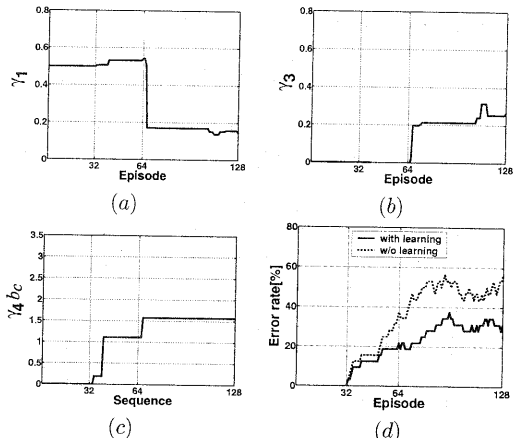 0.8
0.6
0.4
0.2
0
γ1
32
64
128
Episode
(a)
0.8
0.6
0.4
0.2
0
γ3
32
64
128
Episode
(b)
3.5
3
2.5
2
1.5
1
0.5
0
γ4 bc
32
64
128
Sequence
(c)
80
60
40
20
0
Error rate[%]
with learning
w/o learning
32
64
128
Episode
(d)